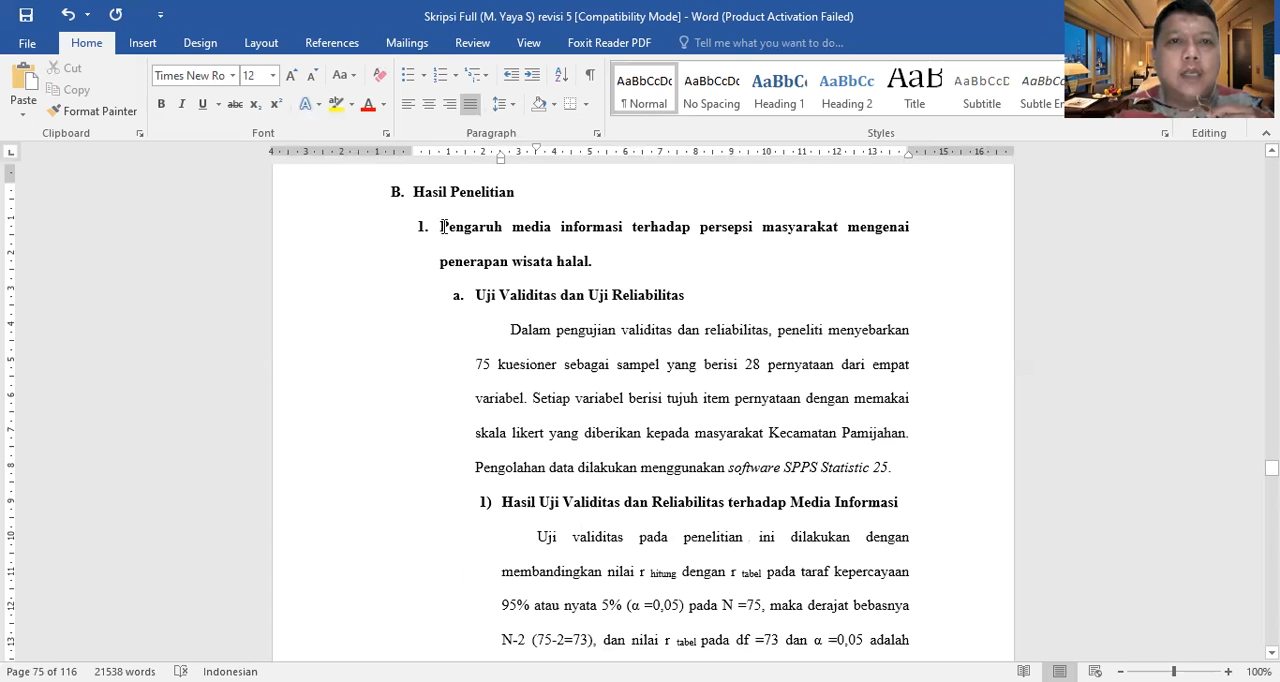 Skripsi Full (M. Yaya S) revisi 5 [Compatibility Mode] - Word (Product Activation Failed)
File Home Insert Design Layout References Mailings Review View Foxit Reader PDF Tell me what you want to do...
Paste
Cut
Copy
Format Painter
Times New Ro 12
AaBbCcDc AaBbCcDc AaBbC AaBbCcC AaB AaBbCcD AaBbCcD
¶ Normal No Spacing Heading 1 Heading 2 Title Subtitle Subtle Em
Clipboard Font Paragraph Styles Editing
B. Hasil Penelitian
1. Pengaruh media informasi terhadap persepsi masyarakat mengenai
penerapan wisata halal.
a. Uji Validitas dan Uji Reliabilitas
Dalam pengujian validitas dan reliabilitas, peneliti menyebarkan
75 kuesioner sebagai sampel yang berisi 28 pernyataan dari empat
variabel. Setiap variabel berisi tujuh item pernyataan dengan memakai
skala likert yang diberikan kepada masyarakat Kecamatan Pamijahan.
Pengolahan data dilakukan menggunakan software SPPS Statistic 25.
1) Hasil Uji Validitas dan Reliabilitas terhadap Media Informasi
Uji validitas pada penelitian ini dilakukan dengan
membandingkan nilai r hitung dengan r tabel pada taraf kepercayaan
95% atau nyata 5% (α =0,05) pada N =75, maka derajat bebasnya
N-2 (75-2=73), dan nilai r tabel pada df =73 dan α =0,05 adalah
Page 75 of 116 21538 words Indonesian 100%